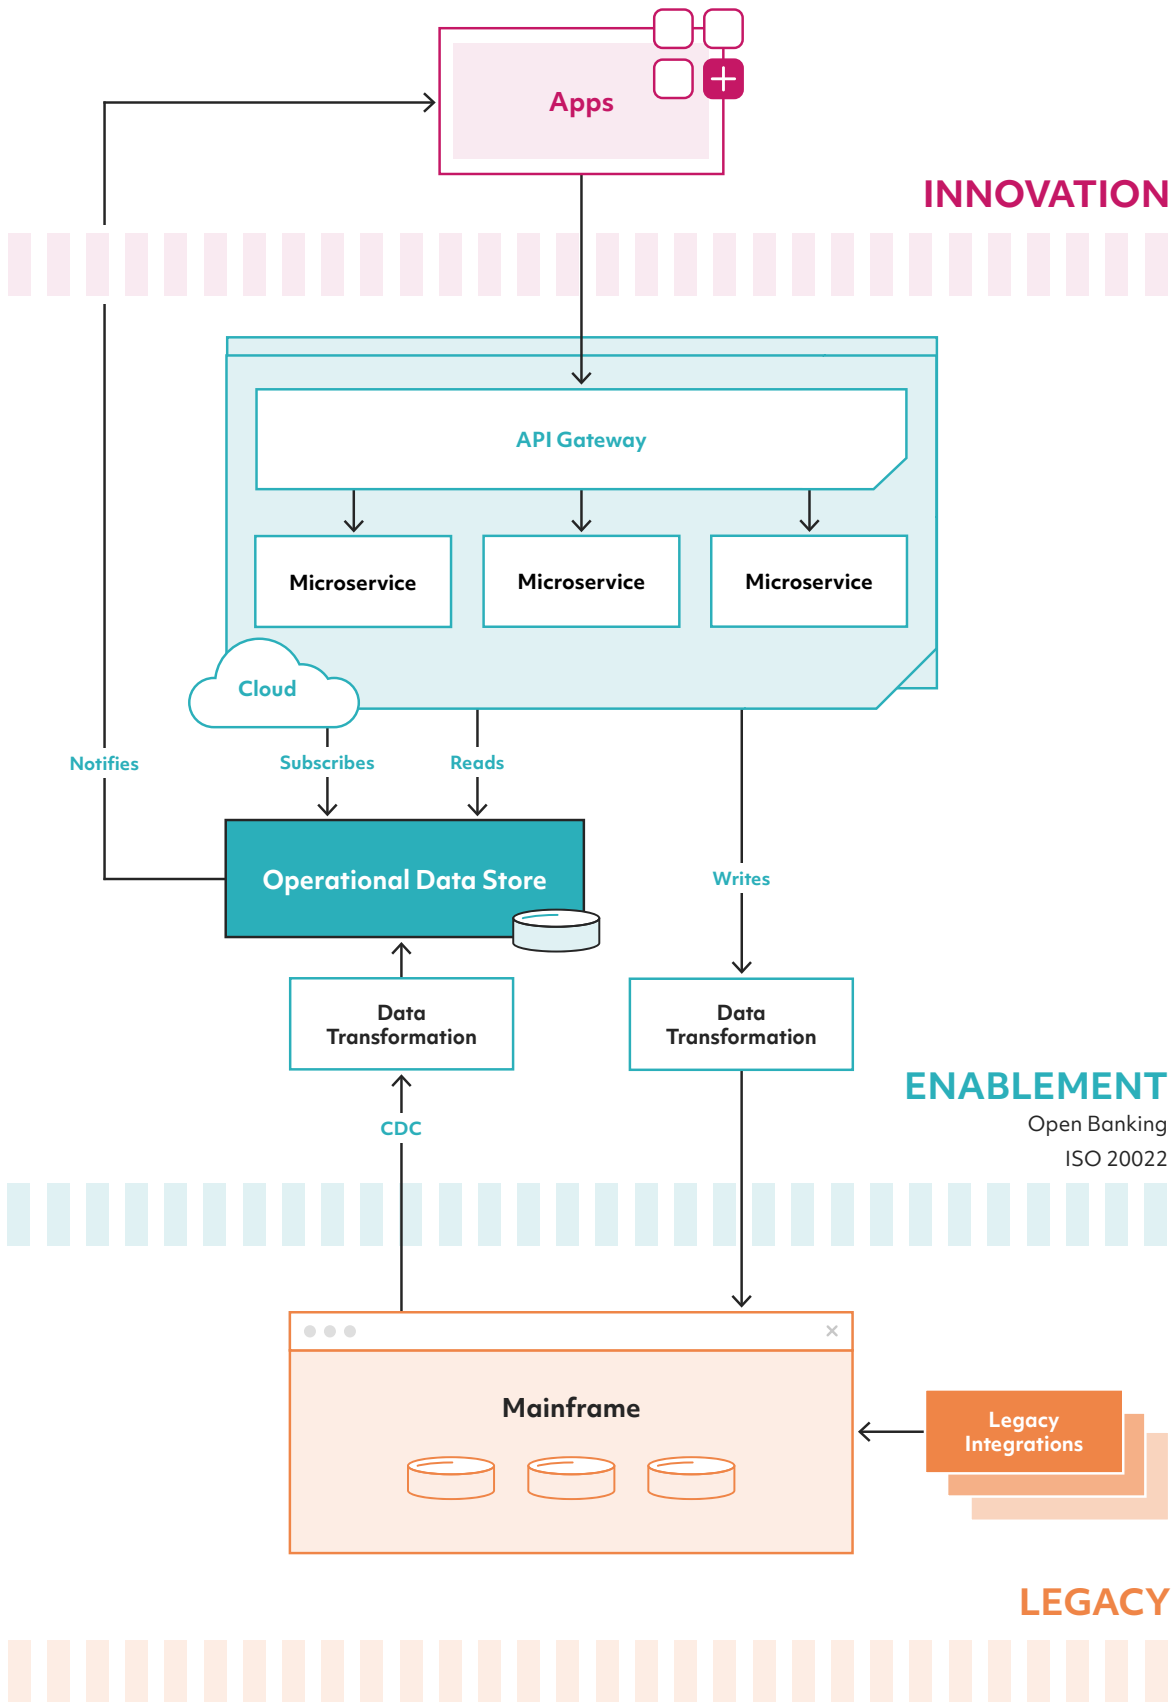 Apps
INNOVATION
API Gateway
Microservice
Microservice
Microservice
Cloud
Notifies
Subscribes
Reads
Operational Data Store
Writes
Data
Transformation
Data
Transformation
ENABLEMENT
Open Banking
ISO 20022
CDC
Mainframe
Legacy
Integrations
LEGACY